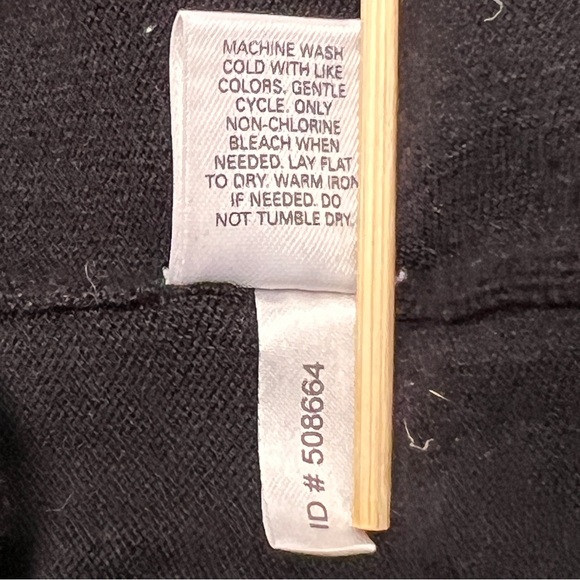 MACHINE WASH
COLD WITH LIKE
COLORS. GENTLE
CYCLE. ONLY
NON-CHLORINE
BLEACH WHEN
NEEDED. LAY FLAT
TO DRY. WARM IRON
IF NEEDED. DO
NOT TUMBLE DRY.
ID # 508664